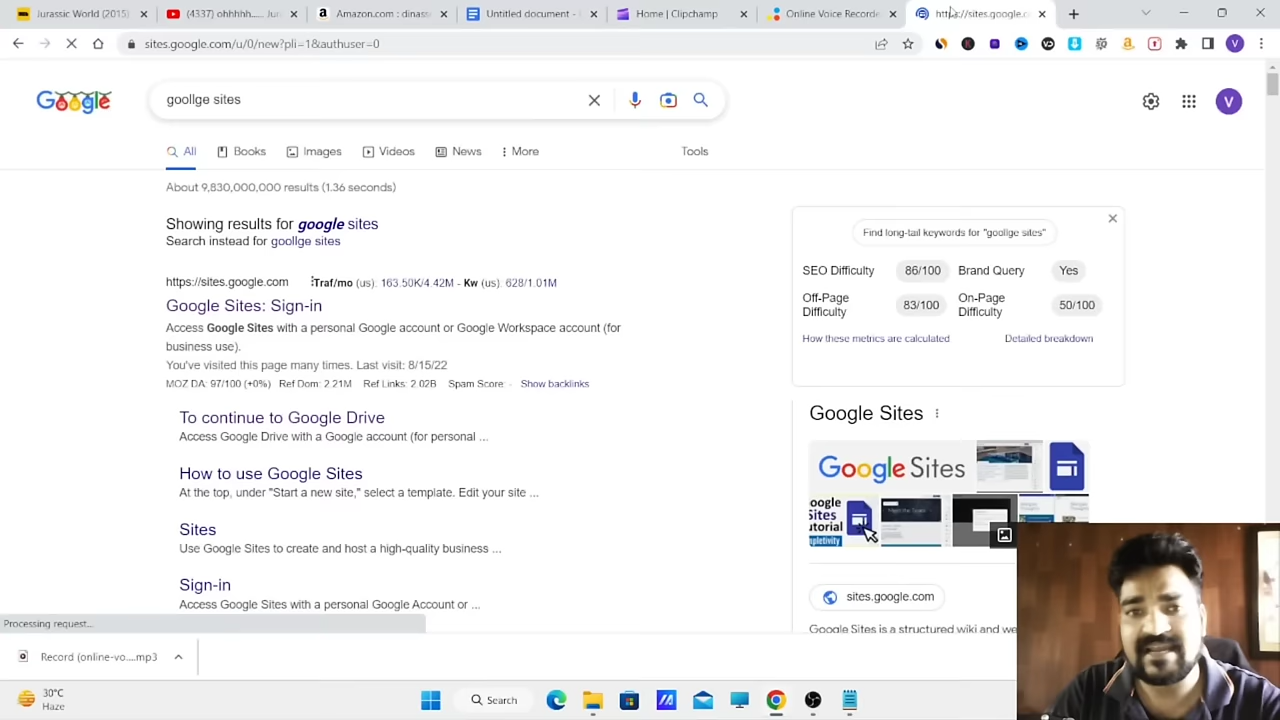 Jurassic World (2015)
(4337) ohhhhh..... Ju
Amazon.com : dinass
Untitled document -
Home | Clipchamp
Online Voice Recorde
https://sites.google.c
sites.google.com/u/0/new?pli=1&authuser=0
Google
goollge sites
V
All
Books
Images
Videos
News
More
Tools
About 9,830,000,000 results (1.36 seconds)
Showing results for google sites
Search instead for goollge sites
Find long-tail keywords for "goollge sites"
SEO Difficulty 86/100 Brand Query Yes
Off-Page Difficulty 83/100 On-Page Difficulty 50/100
How these metrics are calculated Detailed breakdown
https://sites.google.com Traf/mo (us): 163.50K/4.42M - Kw (us): 628/1.01M
Google Sites: Sign-in
Access Google Sites with a personal Google account or Google Workspace account (for
business use).
You've visited this page many times. Last visit: 8/15/22
MOZ DA: 97/100 (+0%) Ref Dom: 2.21M Ref Links: 2.02B Spam Score: - Show backlinks
To continue to Google Drive
Access Google Drive with a Google account (for personal ...
How to use Google Sites
At the top, under "Start a new site," select a template. Edit your site ...
Sites
Use Google Sites to create and host a high-quality business ...
Sign-in
Access Google Sites with a personal Google Account or ...
Google Sites
Google Sites
oogle
Sites
utorial
mpletivity
sites.google.com
Google Sites is a structured wiki and we
Processing request...
Record (online-vo....mp3
30°C
Haze
Search